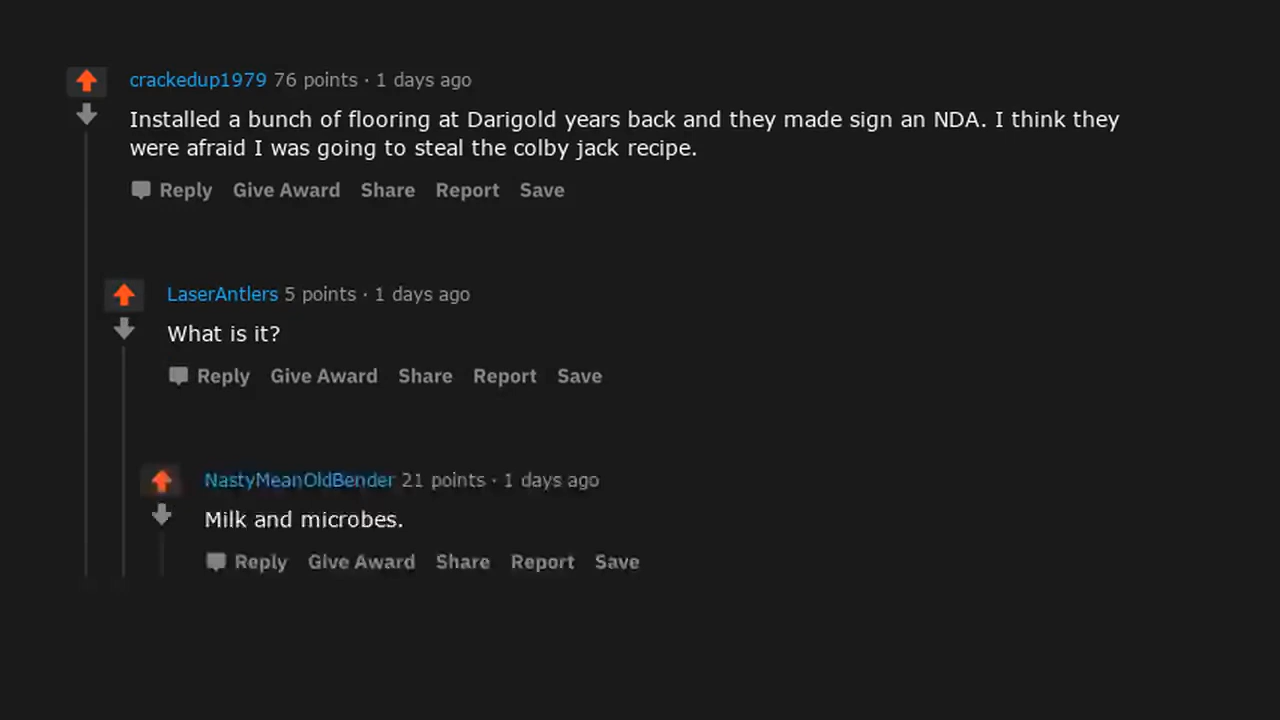 crackedup1979 76 points · 1 days ago
Installed a bunch of flooring at Darigold years back and they made sign an NDA. I think they
were afraid I was going to steal the colby jack recipe.
Reply Give Award Share Report Save
LaserAntlers 5 points · 1 days ago
What is it?
Reply Give Award Share Report Save
NastyMeanOldBender 21 points · 1 days ago
Milk and microbes.
Reply Give Award Share Report Save